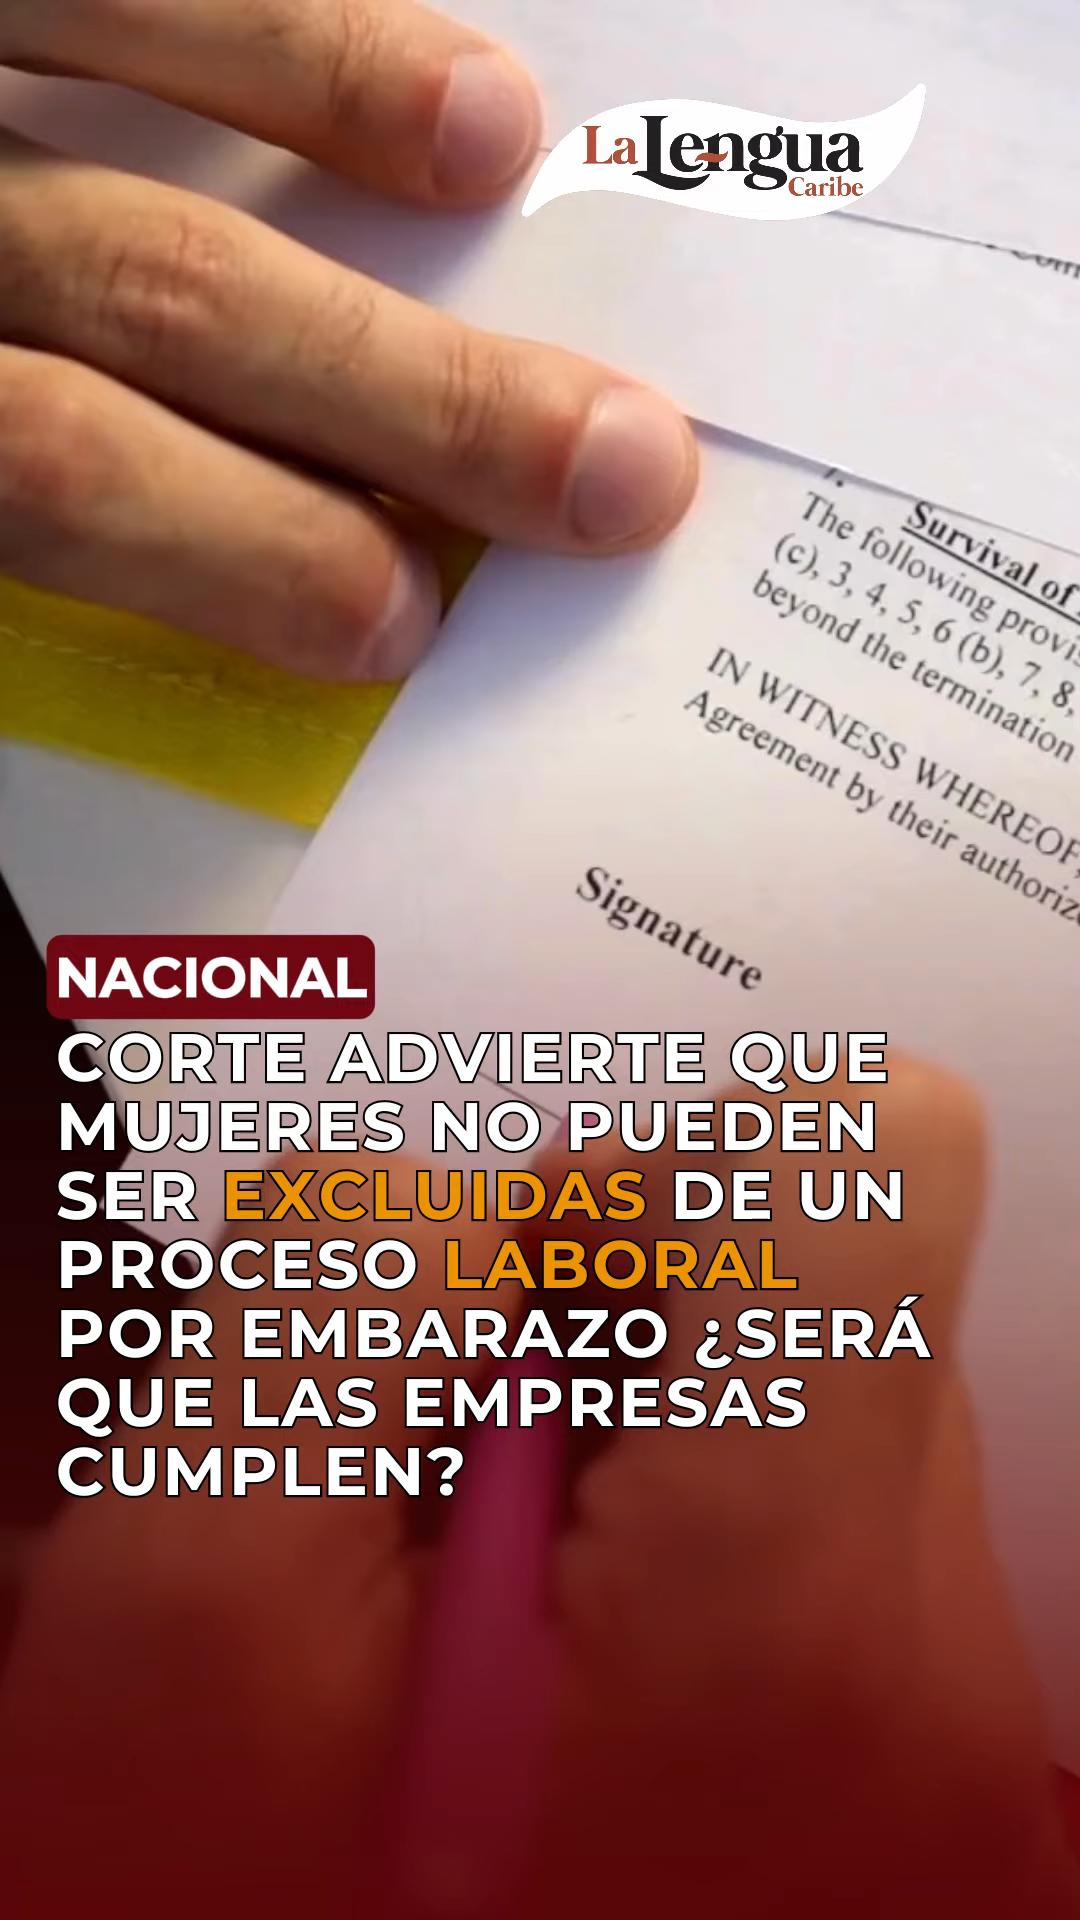 La Lengua
Caribe
Survival of
The following provis
(c), 3, 4, 5, 6 (b), 7, 8,
beyond the termination
IN WITNESS WHEREOF,
Agreement by their authoriz
Signature
NACIONAL
CORTE ADVIERTE QUE
MUJERES NO PUEDEN
SER EXCLUIDAS DE UN
PROCESO LABORAL
POR EMBARAZO ¿SERÁ
QUE LAS EMPRESAS
CUMPLEN?